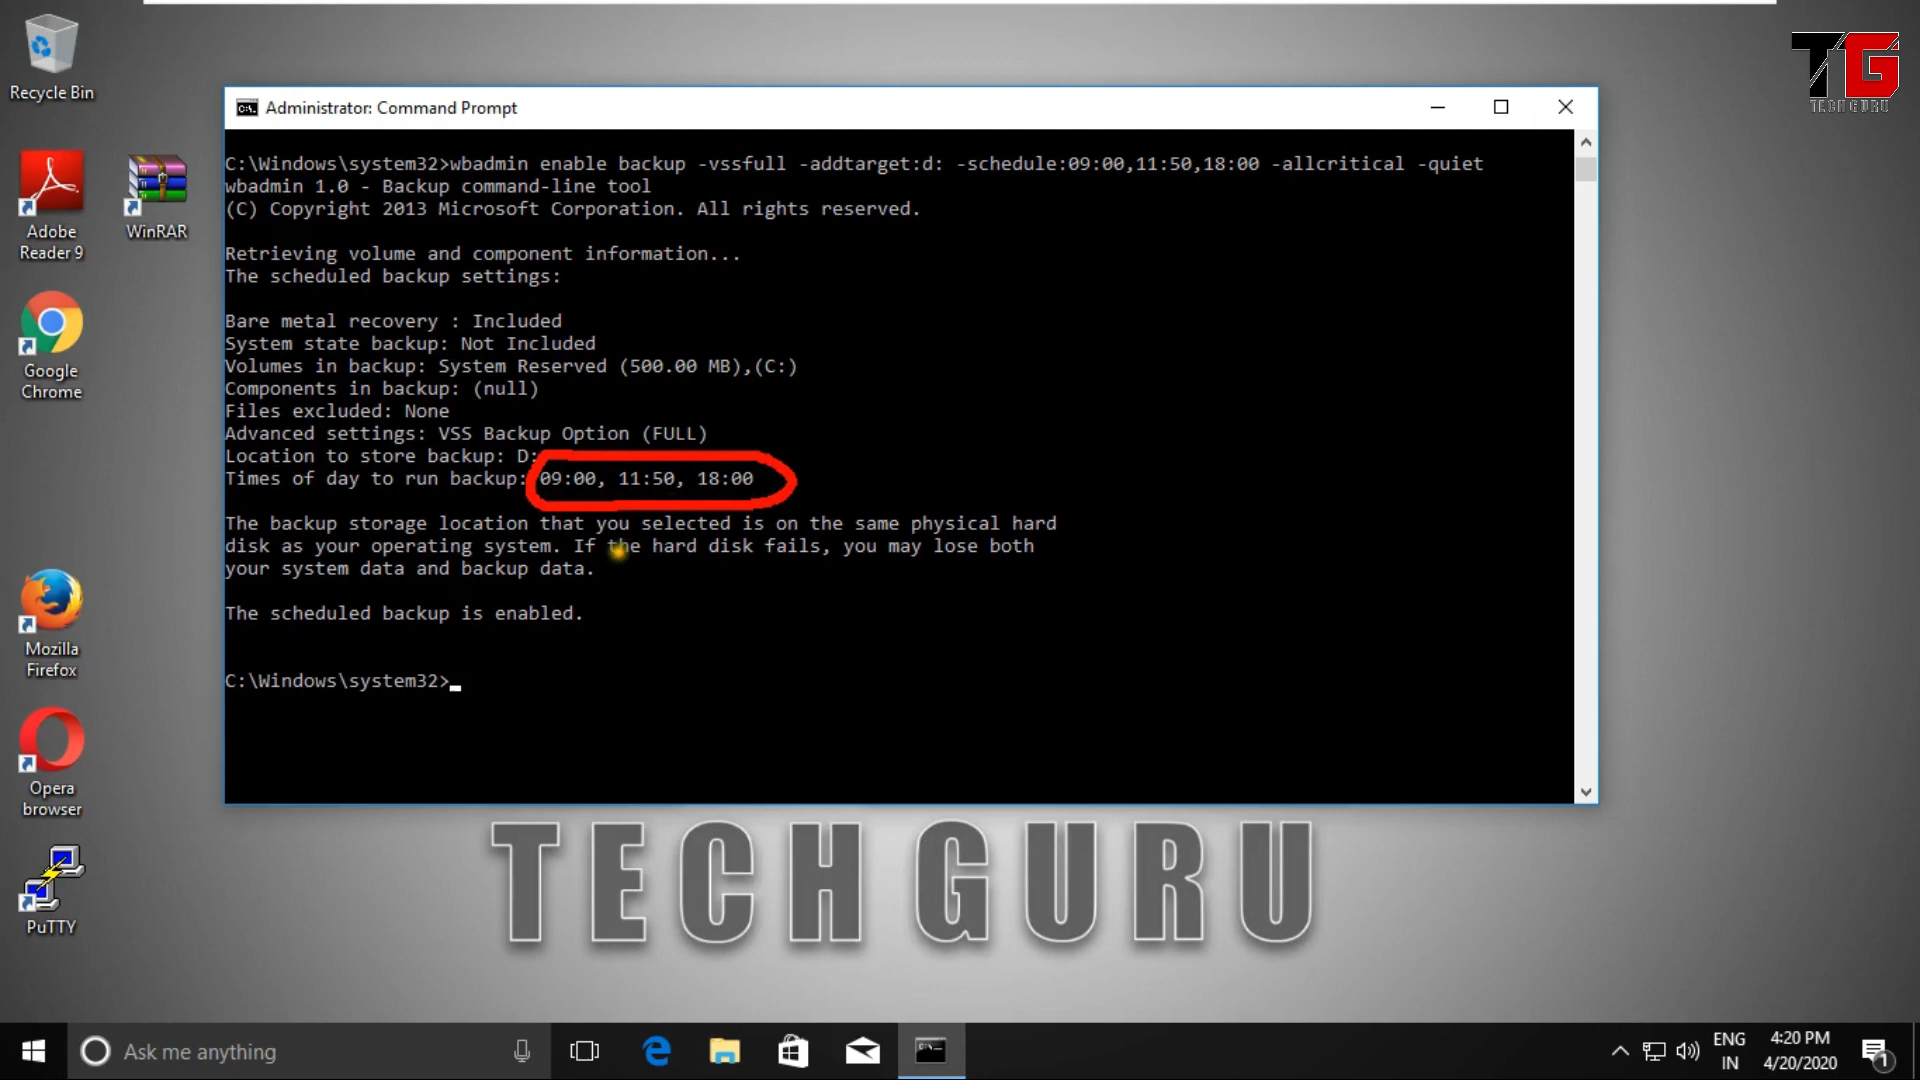 Recycle Bin
Adobe
Reader 9
WinRAR
Google
Chrome
Mozilla
Firefox
Opera
browser
PuTTY
TG
TECH GURU
Administrator: Command Prompt
C:\Windows\system32>wbadmin enable backup -vssfull -addtarget:d: -schedule:09:00,11:50,18:00 -allcritical -quiet
wbadmin 1.0 - Backup command-line tool
(C) Copyright 2013 Microsoft Corporation. All rights reserved.
Retrieving volume and component information...
The scheduled backup settings:
Bare metal recovery : Included
System state backup: Not Included
Volumes in backup: System Reserved (500.00 MB),(C:)
Components in backup: (null)
Files excluded: None
Advanced settings: VSS Backup Option (FULL)
Location to store backup: D:
Times of day to run backup: 09:00, 11:50, 18:00
The backup storage location that you selected is on the same physical hard
disk as your operating system. If the hard disk fails, you may lose both
your system data and backup data.
The scheduled backup is enabled.
C:\Windows\system32>
TECH GURU
Ask me anything
ENG
IN
4:20 PM
4/20/2020
1